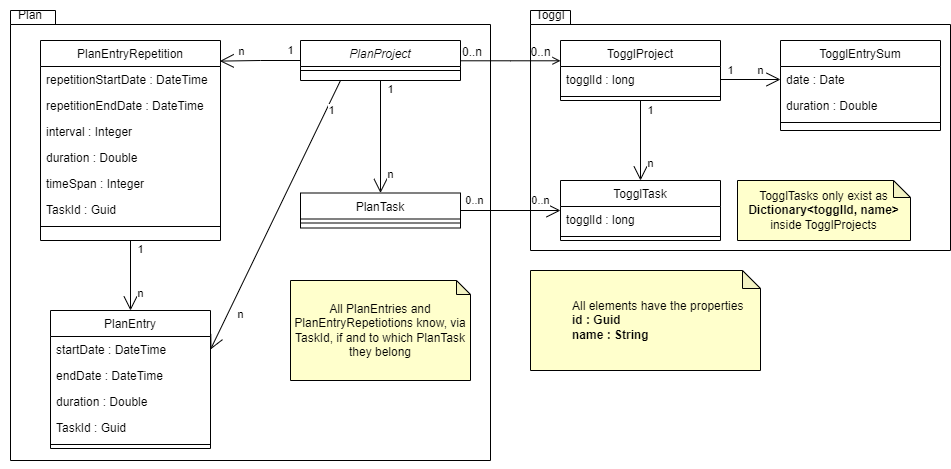 Plan
PlanEntryRepetition
repetitionStartDate : DateTime
repetitionEndDate : DateTime
interval : Integer
duration : Double
timeSpan : Integer
TaskId : Guid
n
1
PlanProject
0..n
0..n
1
1
n
PlanTask
0..n
0..n
1
n
n
PlanEntry
startDate : DateTime
endDate : DateTime
duration : Double
TaskId : Guid
All PlanEntries and
PlanEntryRepetiotions know, via
TaskId, if and to which PlanTask
they belong
Toggl
TogglProject
togglId : long
1
n
TogglEntrySum
date : Date
duration : Double
1
n
TogglTask
togglId : long
TogglTasks only exist as
Dictionary<togglId, name>
inside TogglProjects
All elements have the properties
id : Guid
name : String